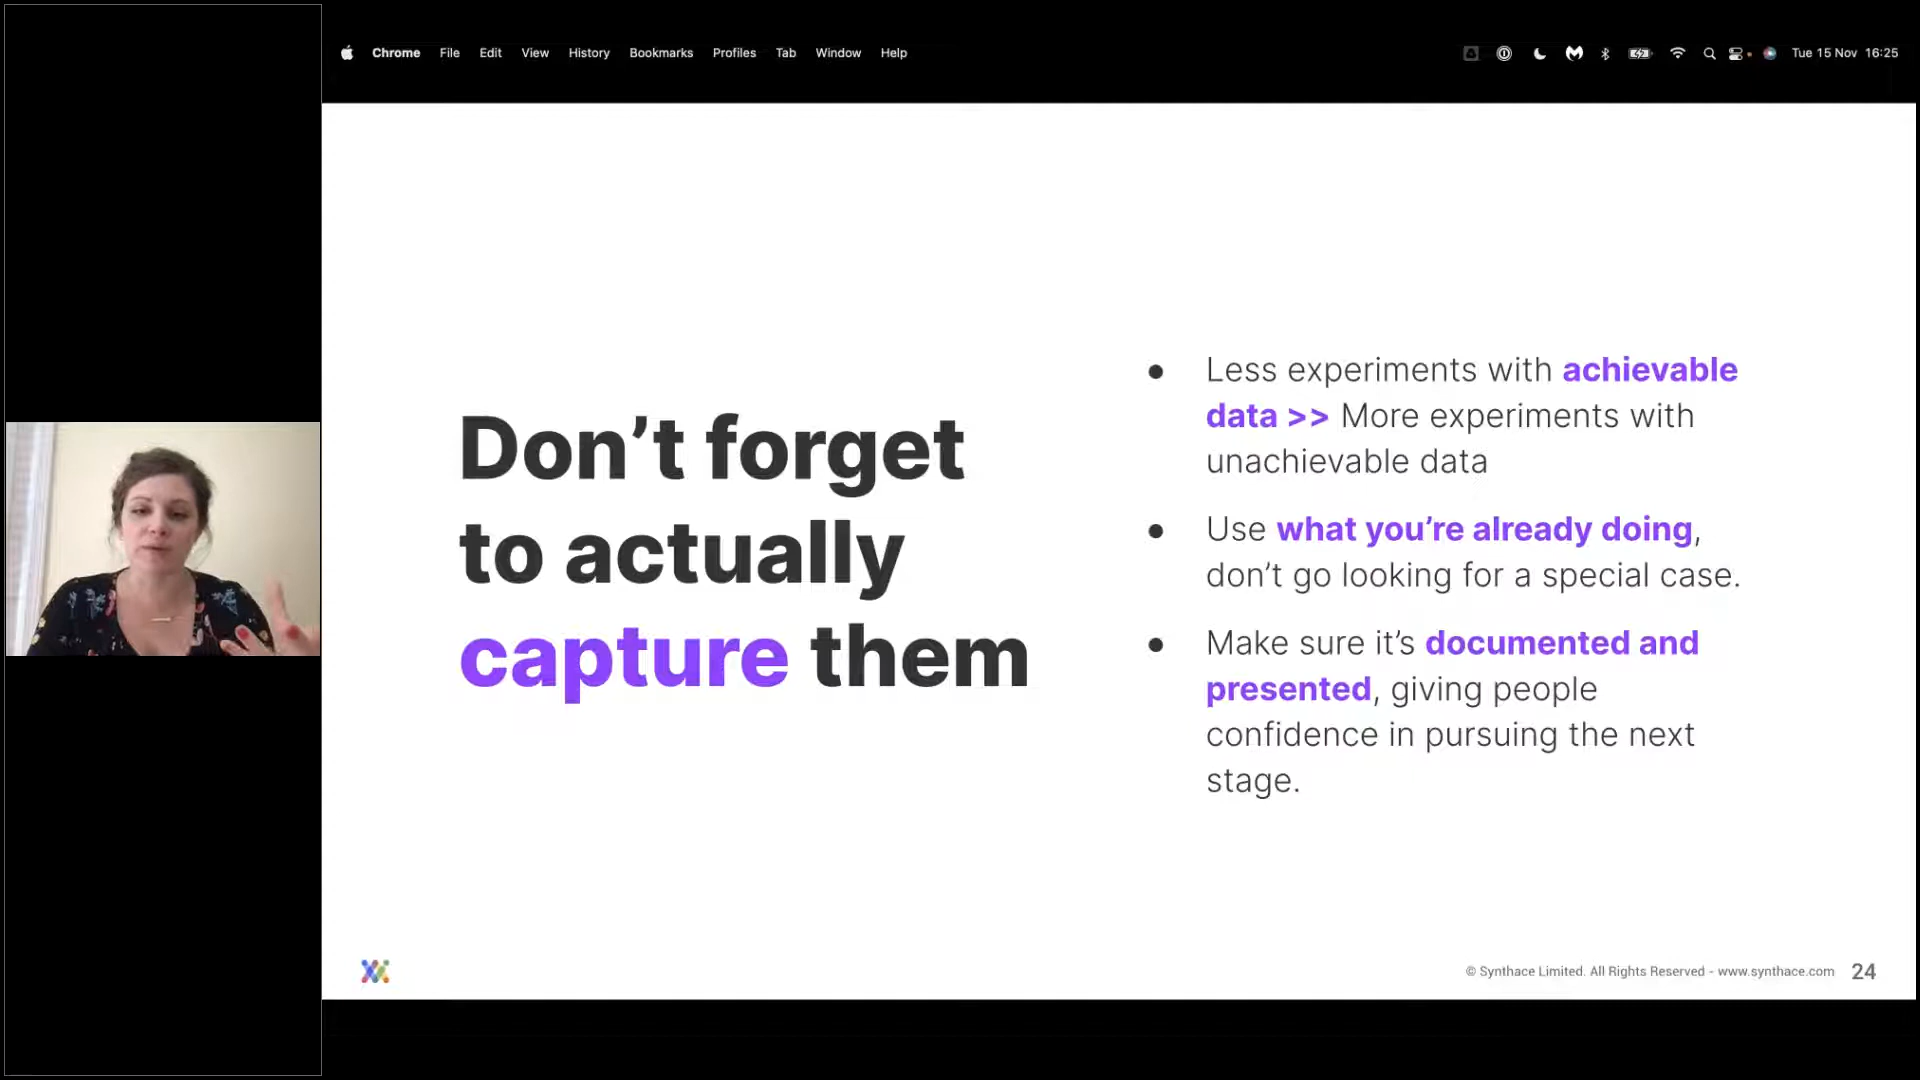 Chrome File Edit View History Bookmarks Profiles Tab Window Help
Tue 15 Nov 16:25
Don’t forget
to actually
capture them
• Less experiments with achievable
data >> More experiments with
unachievable data
• Use what you’re already doing,
don’t go looking for a special case.
• Make sure it’s documented and
presented, giving people
confidence in pursuing the next
stage.
© Synthace Limited. All Rights Reserved - www.synthace.com 24